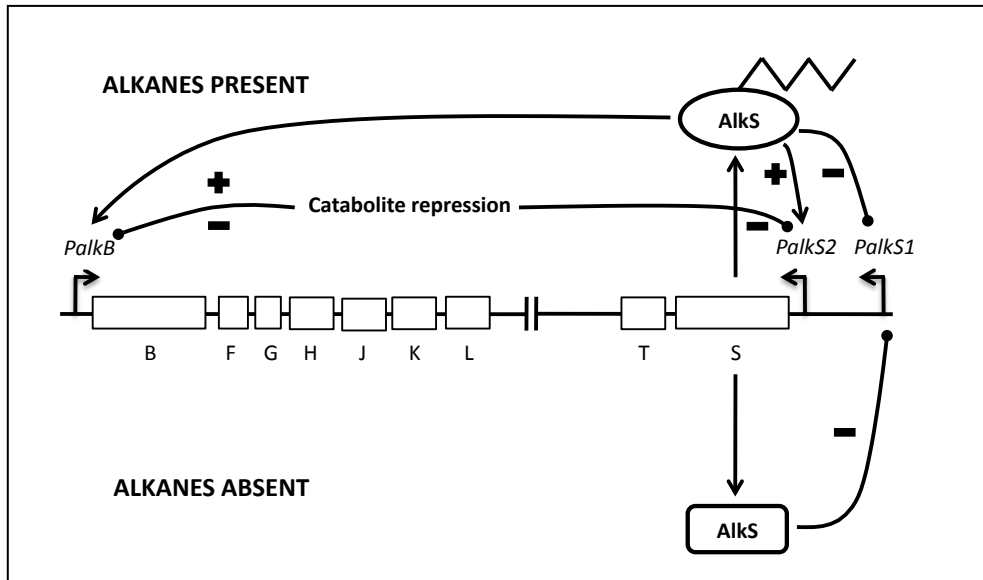 ALKANES PRESENT
AlkS
+ + −
Catabolite repression
− −
PalkB PalkS2 PalkS1
B F G H J K L T S
−
ALKANES ABSENT
AlkS